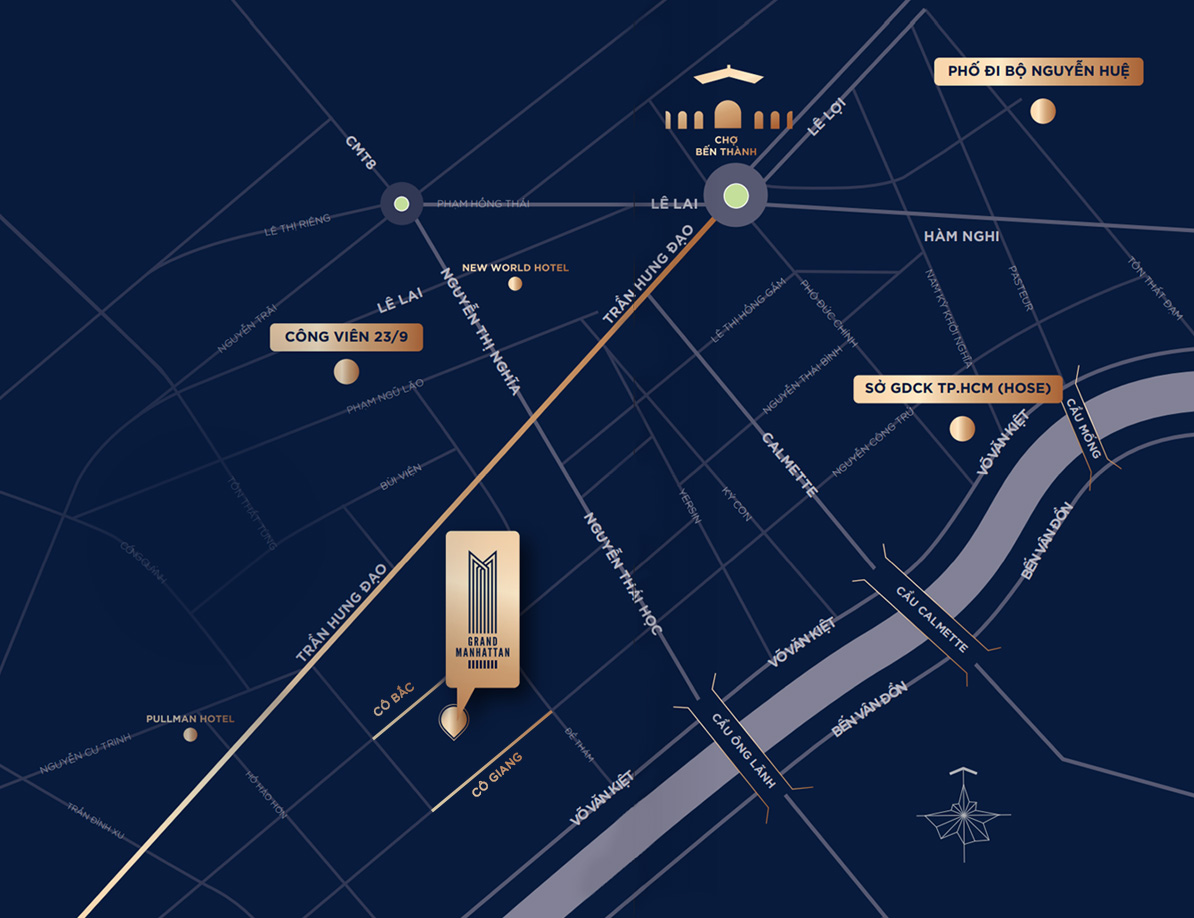 PHỐ ĐI BỘ NGUYỄN HUỆ
LÊ LỢI
CMT8
CHỢ
BẾN THÀNH
PHẠM HỒNG THÁI
LÊ LAI
LÊ THỊ RIÊNG
HÀM NGHI
TRẦN HƯNG ĐẠO
NEW WORLD HOTEL
TÔN THẤT ĐẠM
PASTEUR
NAM KỲ KHỞI NGHĨA
LÊ LAI
NGUYỄN THỊ NGHĨA
LÊ THỊ HỒNG GẤM
PHÓ ĐỨC CHÍNH
NGUYỄN TRÃI
CÔNG VIÊN 23/9
NGUYỄN THÁI BÌNH
SỞ GDCK TP.HCM (HOSE)
PHẠM NGŨ LÃO
CẦU MỐNG
NGUYỄN CÔNG TRỨ
VÕ VĂN KIỆT
CALMETTE
BÙI VIỆN
TÔN THẤT TÙNG
YERSIN
KÝ CON
BẾN VÂN ĐỒN
CỐNG QUỲNH
NGUYỄN THÁI HỌC
TRẦN HƯNG ĐẠO
GRAND
MANHATTAN
CẦU CALMETTE
VÕ VĂN KIỆT
CÔ BẮC
BẾN VÂN ĐỒN
PULLMAN HOTEL
NGUYỄN CƯ TRINH
ĐỀ THÁM
CẦU ÔNG LÃNH
CÔ GIANG
HỒ HẢO HỚN
VÕ VĂN KIỆT
TRẦN ĐÌNH XU